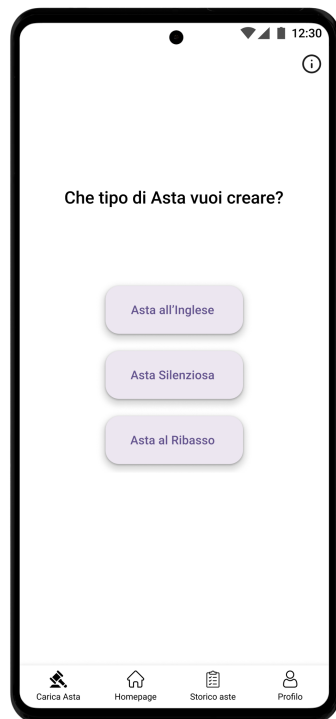 12:30
Che tipo di Asta vuoi creare?
Asta all'Inglese
Asta Silenziosa
Asta al Ribasso
Carica Asta
Homepage
Storico aste
Profilo